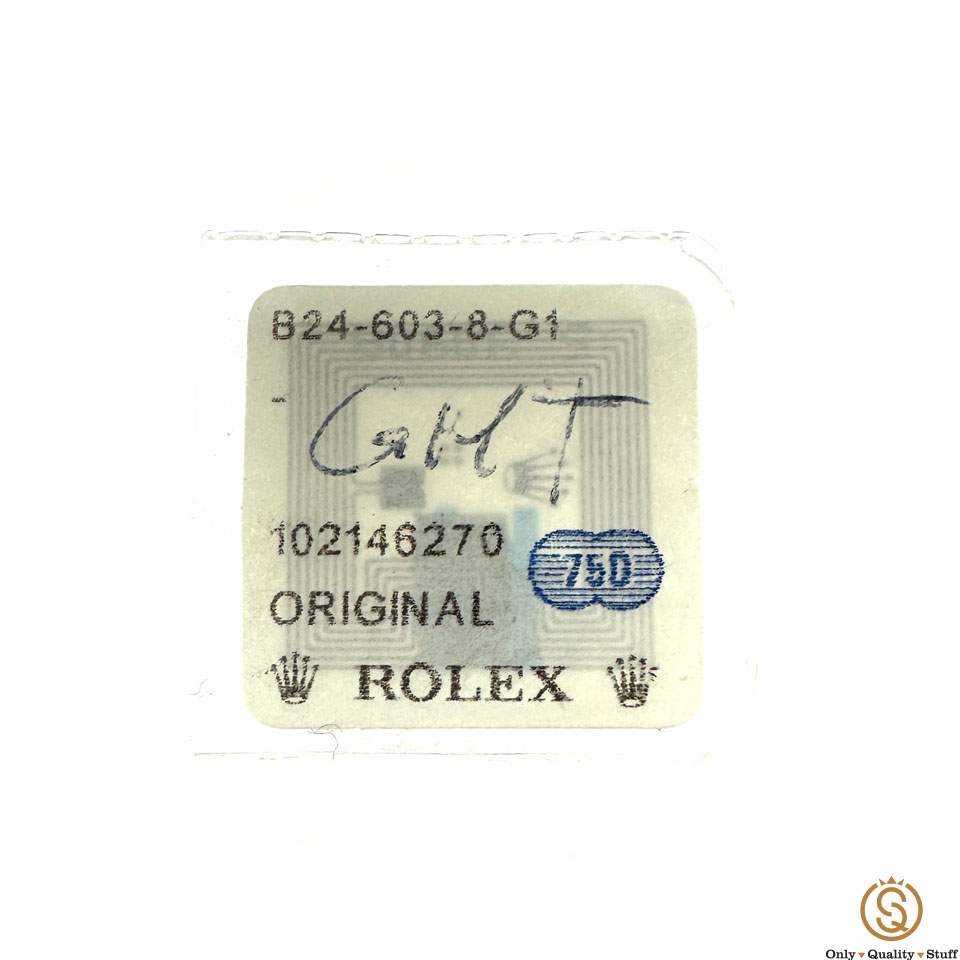 B24-603-8-G1
GMT
102146270
750
ORIGINAL
ROLEX
Only ▾ Quality ▾ Stuff